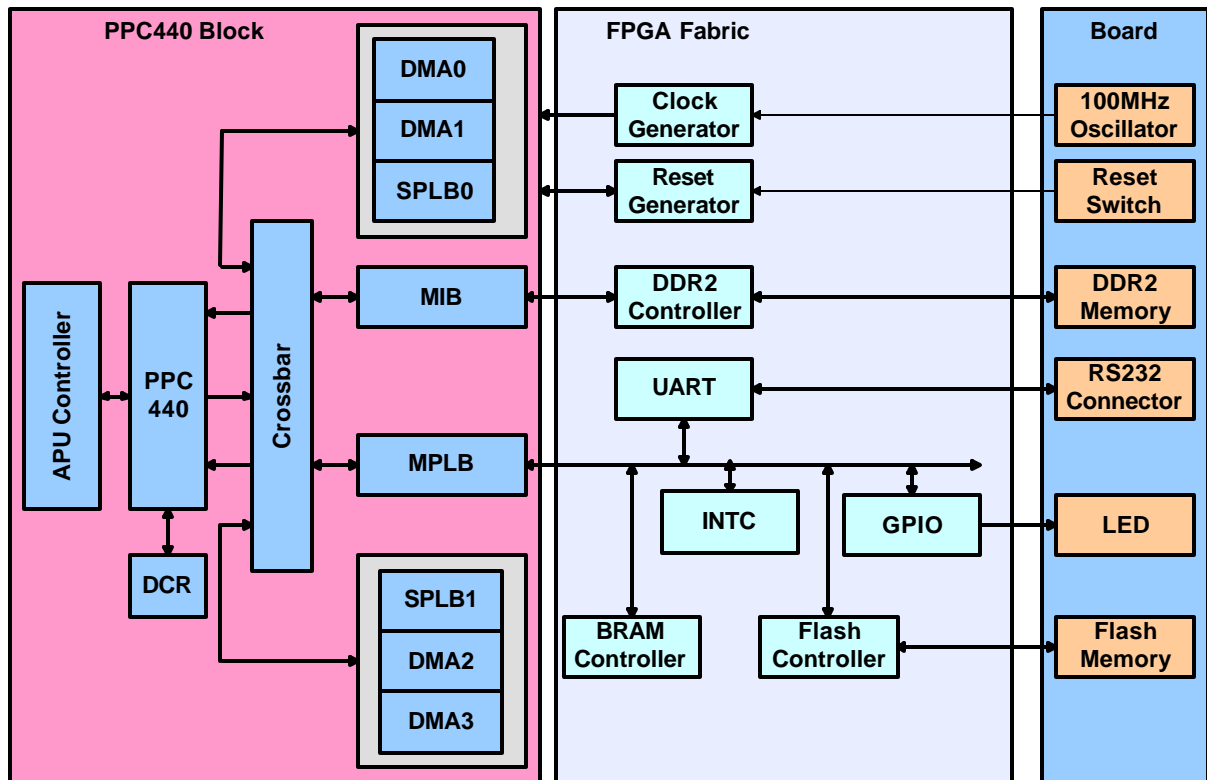 PPC440 Block
DMA0
DMA1
SPLB0
MIB
APU Controller
PPC
440
Crossbar
MPLB
DCR
SPLB1
DMA2
DMA3
FPGA Fabric
Clock
Generator
Reset
Generator
DDR2
Controller
UART
INTC
GPIO
BRAM
Controller
Flash
Controller
Board
100MHz
Oscillator
Reset
Switch
DDR2
Memory
RS232
Connector
LED
Flash
Memory